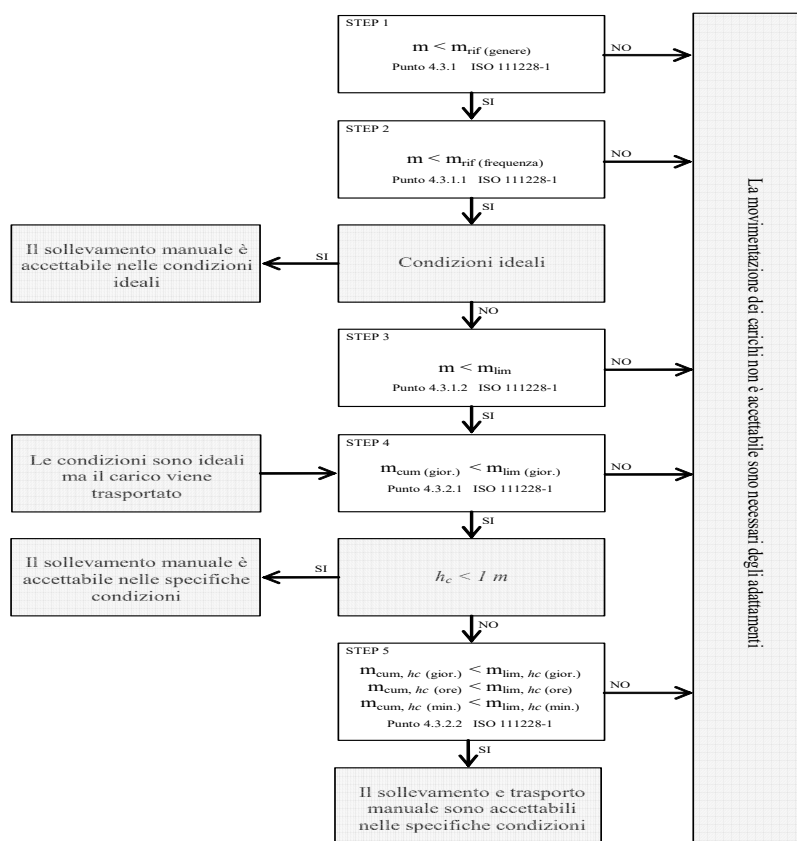 STEP 1
m < mrif (genere)
Punto 4.3.1 ISO 111228-1
NO
SI
STEP 2
m < mrif (frequenza)
Punto 4.3.1.1 ISO 111228-1
NO
SI
Il sollevamento manuale è
accettabile nelle condizioni
ideali
SI
Condizioni ideali
NO
STEP 3
m < mlim
Punto 4.3.1.2 ISO 111228-1
NO
SI
Le condizioni sono ideali
ma il carico viene
trasportato
STEP 4
mcum (gior.) < mlim (gior.)
Punto 4.3.2.1 ISO 111228-1
NO
SI
Il sollevamento manuale è
accettabile nelle specifiche
condizioni
SI
hc < 1 m
NO
STEP 5
mcum, hc (gior.) < mlim, hc (gior.)
mcum, hc (ore) < mlim, hc (ore)
mcum, hc (min.) < mlim, hc (min.)
Punto 4.3.2.2 ISO 111228-1
NO
SI
Il sollevamento e trasporto
manuale sono accettabili
nelle specifiche condizioni
La movimentazione dei carichi non è accettabile sono necessari degli adattamenti